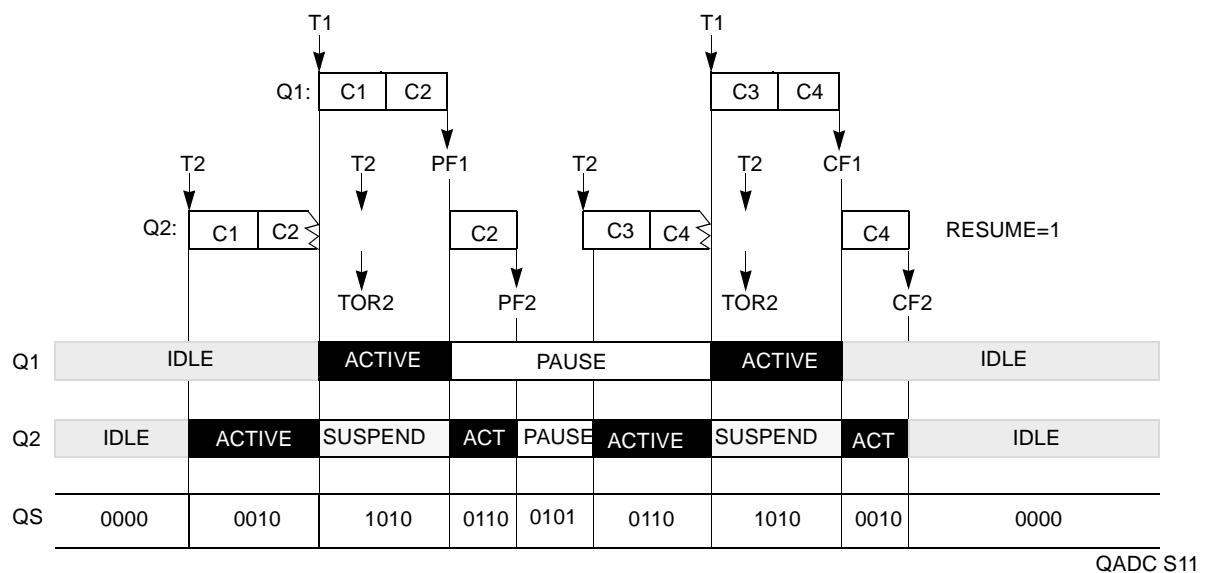 T1 T1
Q1: C1 C2 C3 C4
T2 T2 PF1 T2 T2 CF1
Q2: C1 C2 C2 C3 C4 C4 RESUME=1
TOR2 PF2 TOR2 CF2
Q1 IDLE ACTIVE PAUSE ACTIVE IDLE
Q2 IDLE ACTIVE SUSPEND ACT PAUSE ACTIVE SUSPEND ACT IDLE
QS 0000 0010 1010 0110 0101 0110 1010 0010 0000
QADC S11